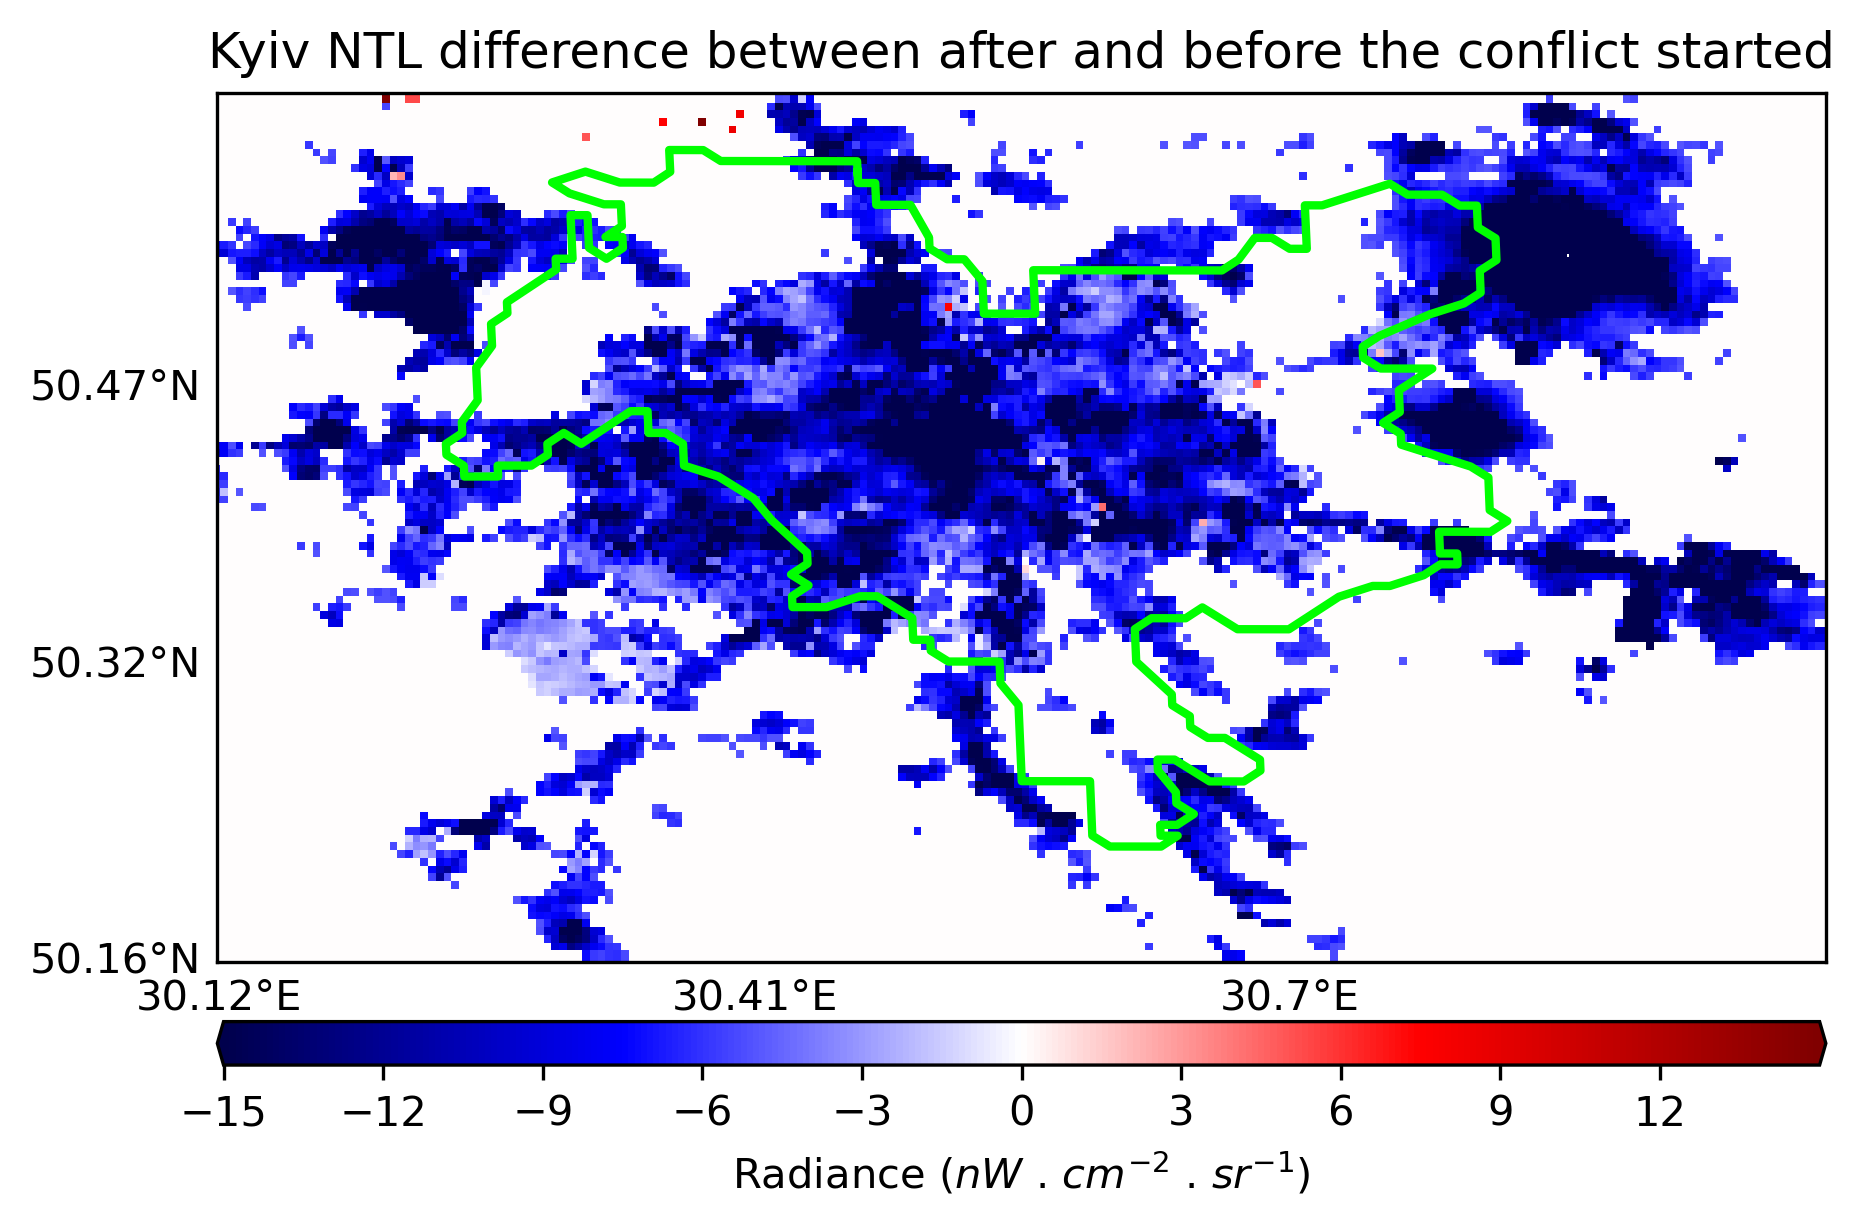 Kyiv NTL difference between after and before the conflict started
50.47°N
50.32°N
50.16°N
30.12°E 30.41°E 30.7°E
−15 −12 −9 −6 −3 0 3 6 9 12
Radiance (nW . cm⁻² . sr⁻¹)